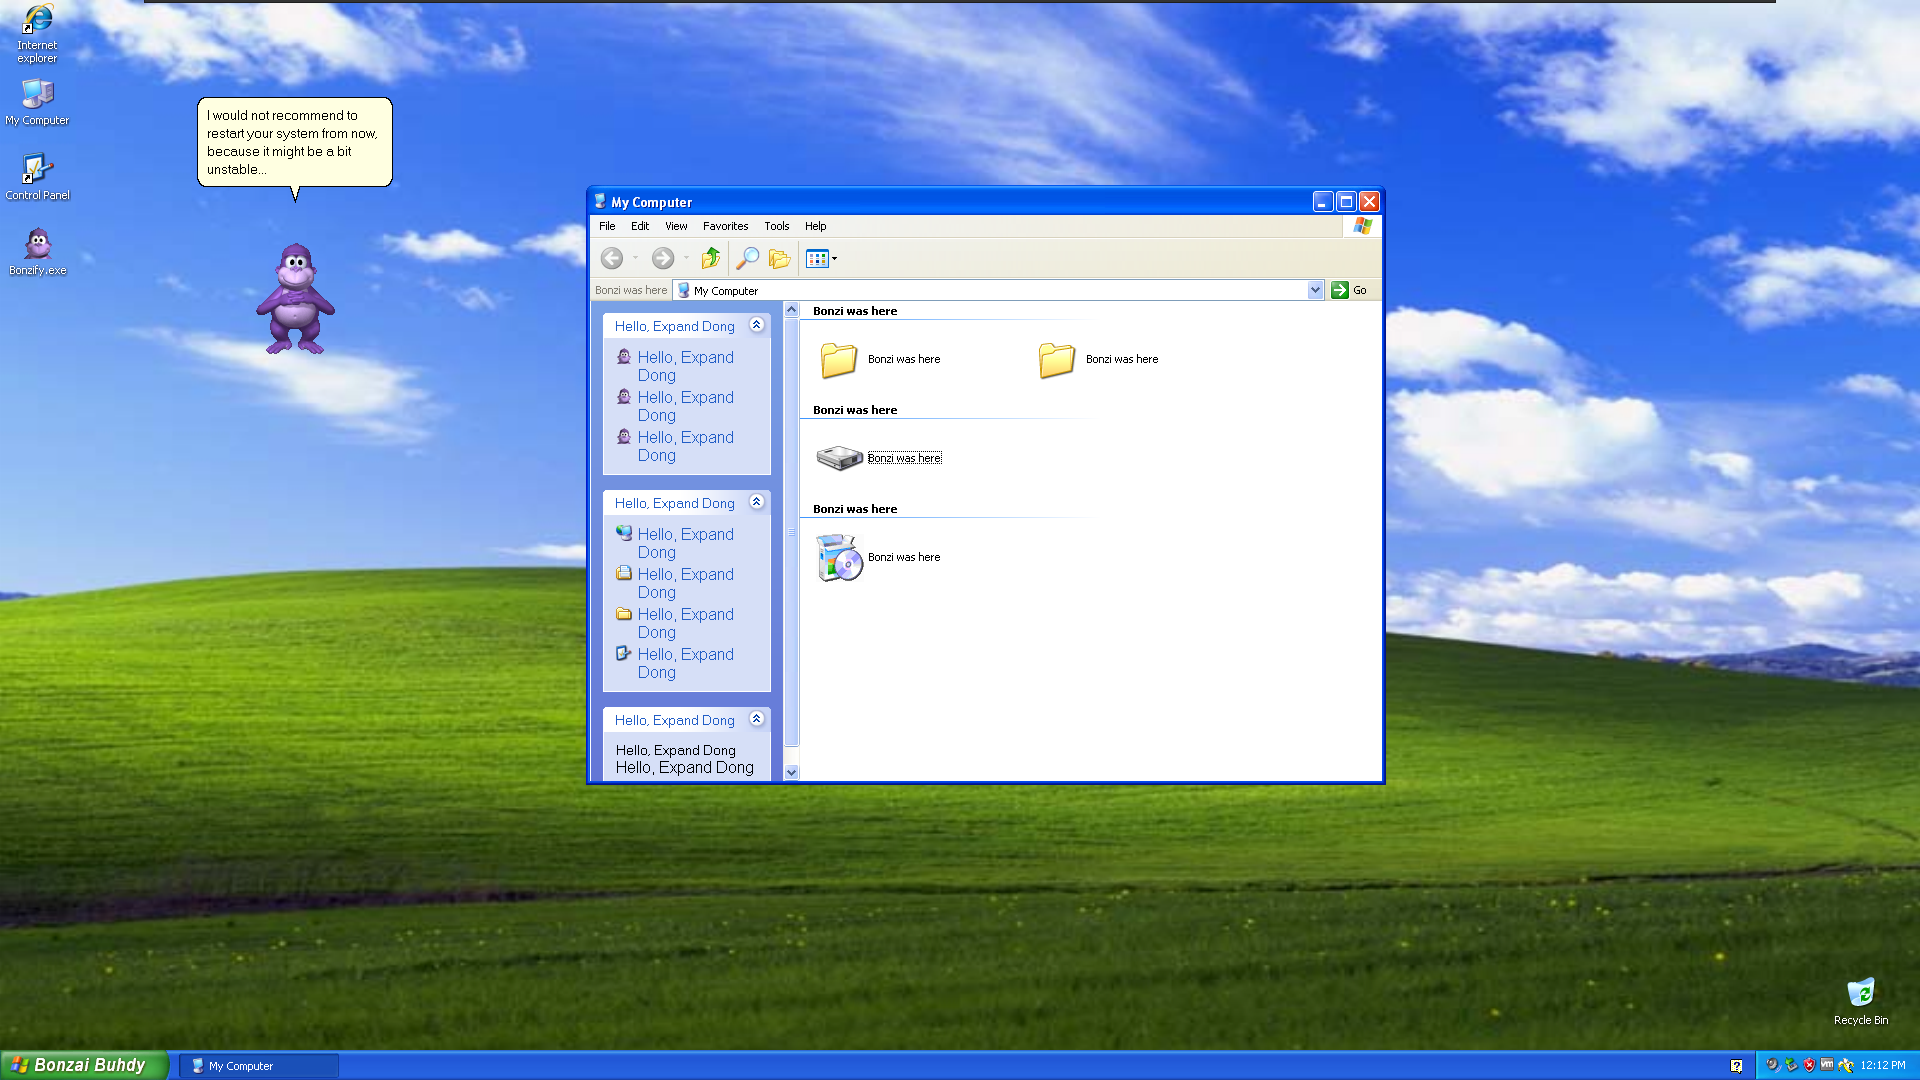 Internet
explorer
My Computer
Control Panel
Bonzify.exe
I would not recommend to
restart your system from now,
because it might be a bit
unstable...
My Computer
File Edit View Favorites Tools Help
Bonzi was here My Computer Go
Hello, Expand Dong
Hello, Expand
Dong
Hello, Expand
Dong
Hello, Expand
Dong
Hello, Expand Dong
Hello, Expand
Dong
Hello, Expand
Dong
Hello, Expand
Dong
Hello, Expand
Dong
Hello, Expand Dong
Hello, Expand Dong
Hello, Expand Dong
Bonzi was here
Bonzi was here Bonzi was here
Bonzi was here
Bonzi was here
Bonzi was here
Bonzi was here
Recycle Bin
Bonzai Buhdy My Computer 12:12 PM